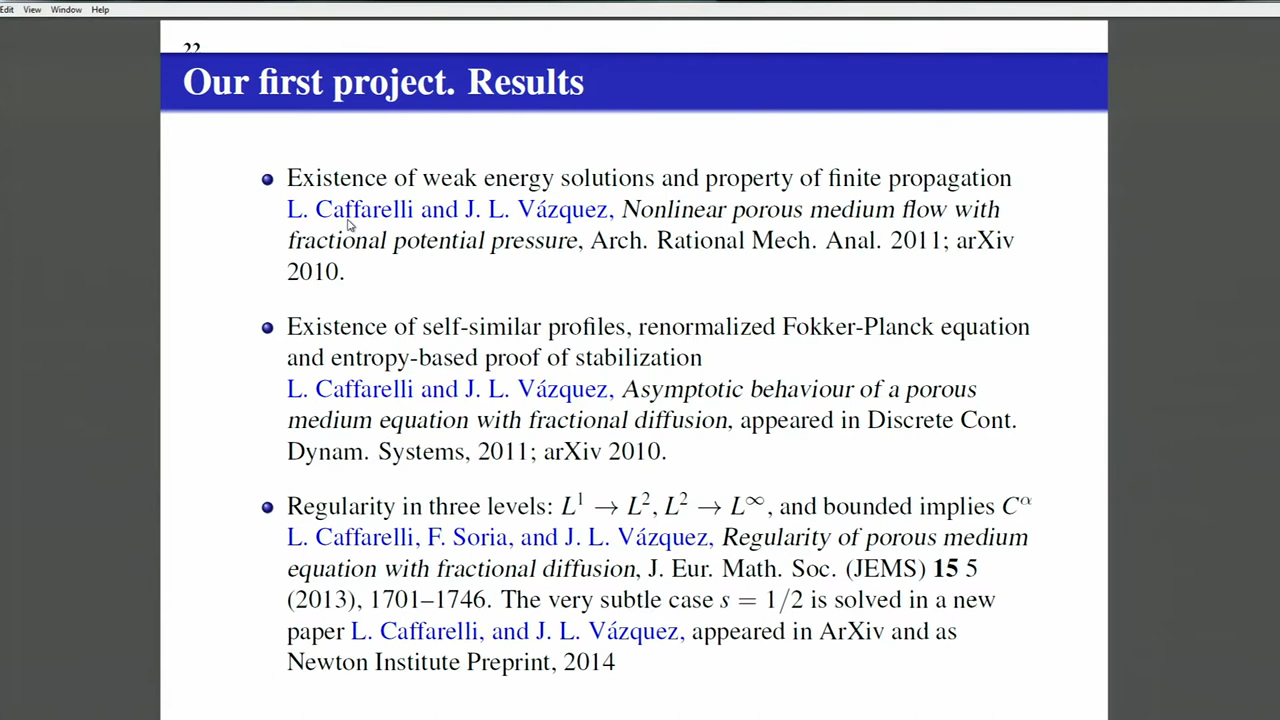 Edit View Window Help
22
Our first project. Results
Existence of weak energy solutions and property of finite propagation
L. Caffarelli and J. L. Vázquez, Nonlinear porous medium flow with
fractional potential pressure, Arch. Rational Mech. Anal. 2011; arXiv
2010.
Existence of self-similar profiles, renormalized Fokker-Planck equation
and entropy-based proof of stabilization
L. Caffarelli and J. L. Vázquez, Asymptotic behaviour of a porous
medium equation with fractional diffusion, appeared in Discrete Cont.
Dynam. Systems, 2011; arXiv 2010.
Regularity in three levels: L¹ → L², L² → L^∞, and bounded implies C^α
L. Caffarelli, F. Soria, and J. L. Vázquez, Regularity of porous medium
equation with fractional diffusion, J. Eur. Math. Soc. (JEMS) 15 5
(2013), 1701–1746. The very subtle case s = 1/2 is solved in a new
paper L. Caffarelli, and J. L. Vázquez, appeared in ArXiv and as
Newton Institute Preprint, 2014